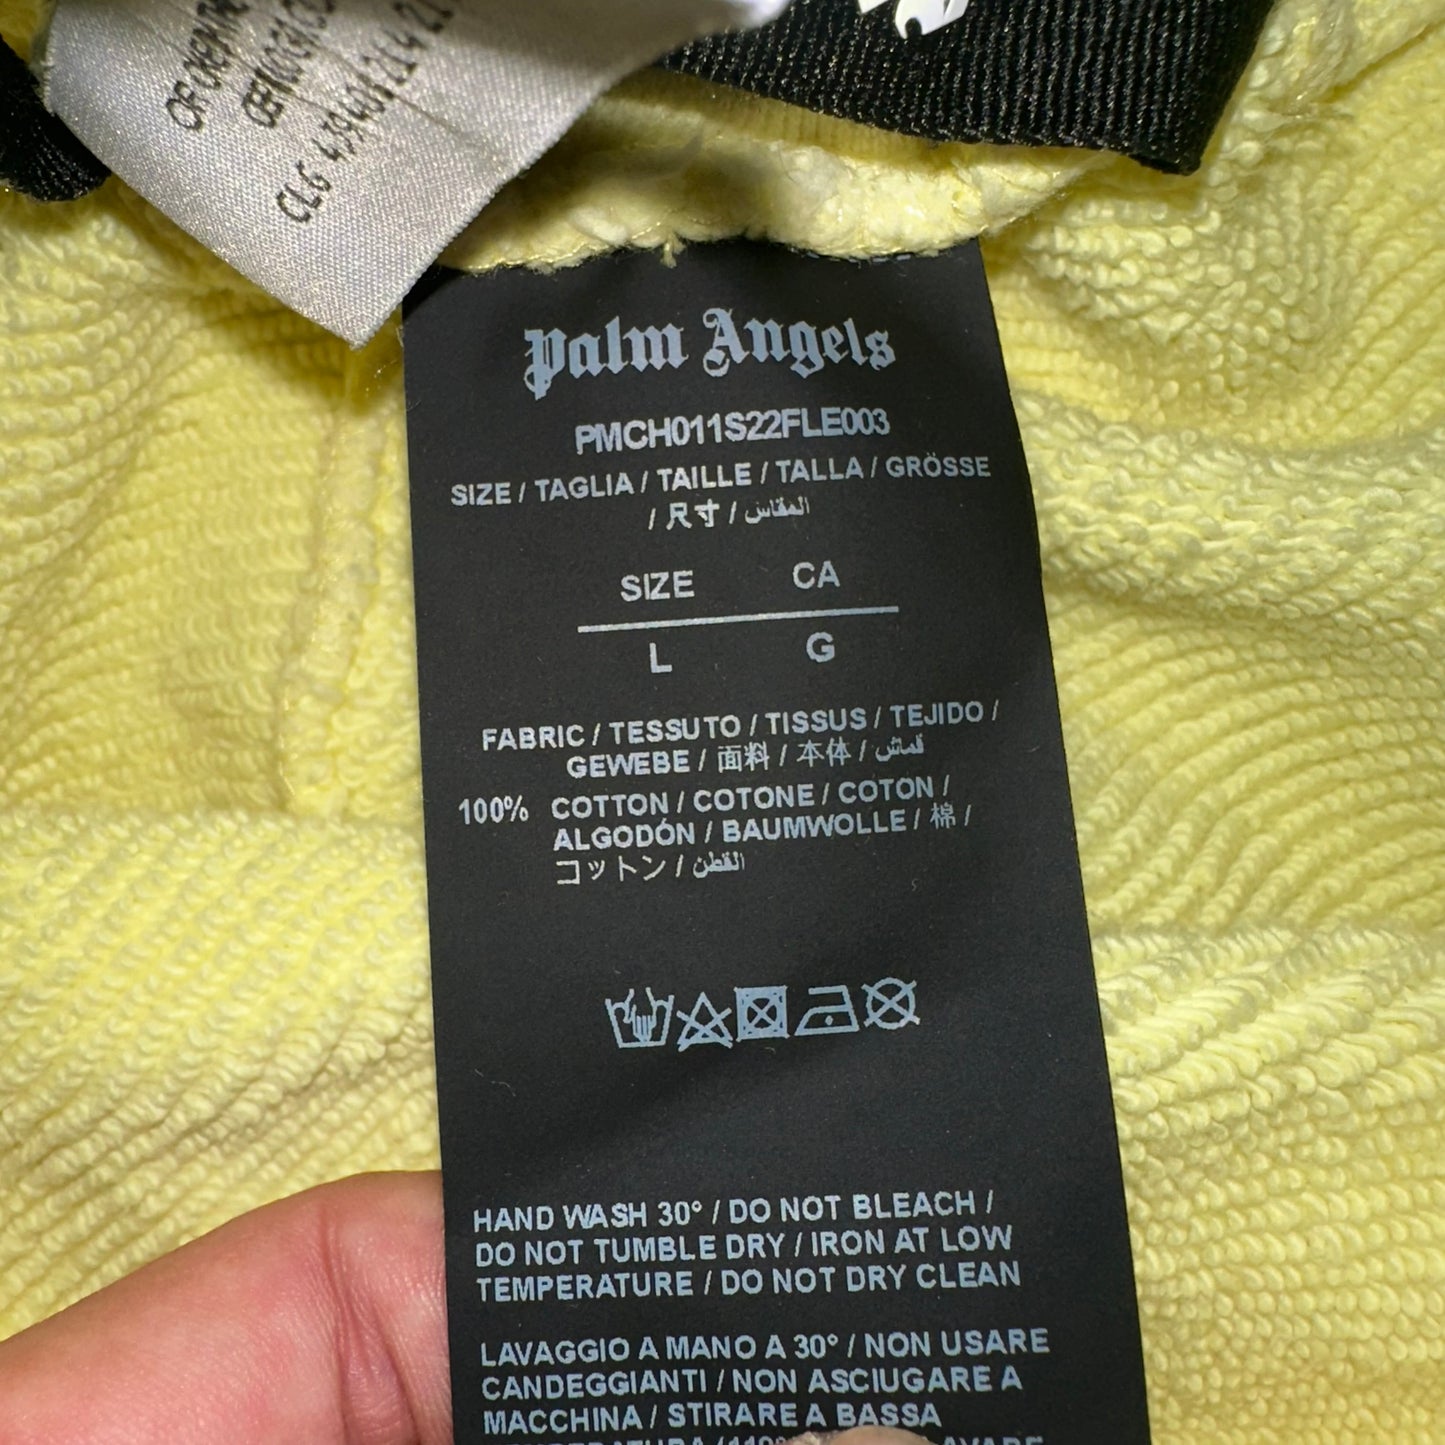 CLG 43940121421
Palm Angels
PMCH011S22FLE003
SIZE / TAGLIA / TAILLE / TALLA / GRÖSSE
/ 尺寸 / المقاس
SIZE CA
L G
FABRIC / TESSUTO / TISSUS / TEJIDO /
GEWEBE / 面料 / 本体 / قماش
100% COTTON / COTONE / COTON /
ALGODÓN / BAUMWOLLE / 棉 /
コットン / القطن
HAND WASH 30° / DO NOT BLEACH /
DO NOT TUMBLE DRY / IRON AT LOW
TEMPERATURE / DO NOT DRY CLEAN
LAVAGGIO A MANO A 30° / NON USARE
CANDEGGIANTI / NON ASCIUGARE A
MACCHINA / STIRARE A BASSA